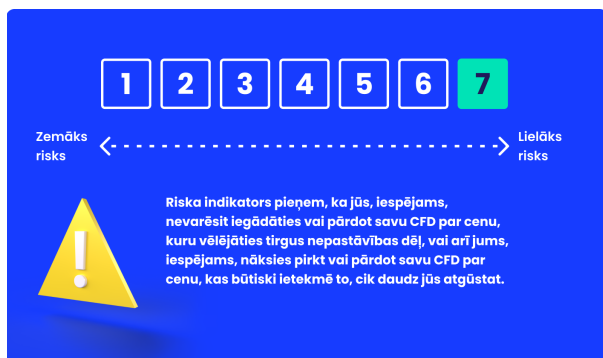 1 2 3 4 5 6 7
Zemāks
risks
Lielāks
risks
Riska indikators pieņem, ka jūs, iespējams,
nevarēsit iegādāties vai pārdot savu CFD par cenu,
kuru vēlējāties tirgus nepastāvības dēļ, vai arī jums,
iespējams, nāksies pirkt vai pārdot savu CFD par
cenu, kas būtiski ietekmē to, cik daudz jūs atgūstat.